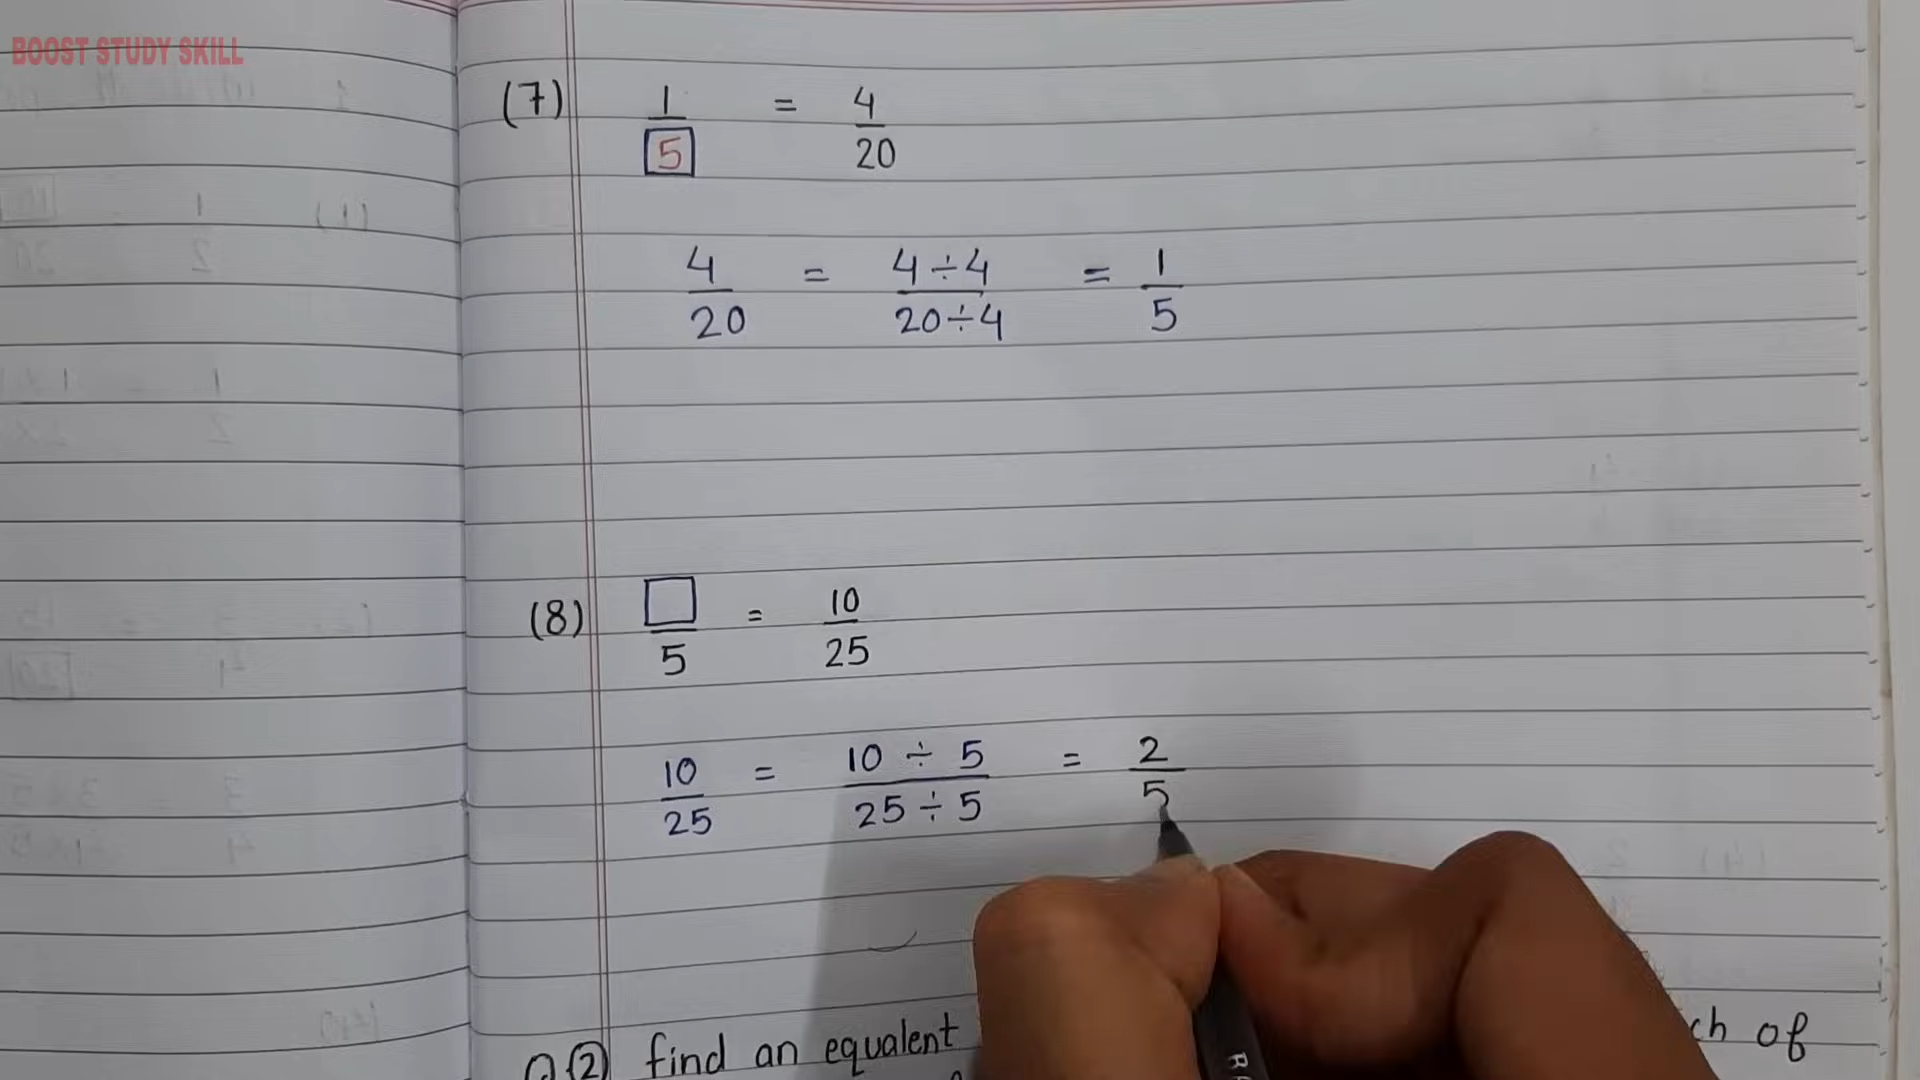 BOOST STUDY SKILL
(7) 1/5 = 4/20
4/20 = 4÷4/20÷4 = 1/5
(8) □/5 = 10/25
10/25 = 10 ÷ 5/25 ÷ 5 = 2/5
Q② find an equalent ch of